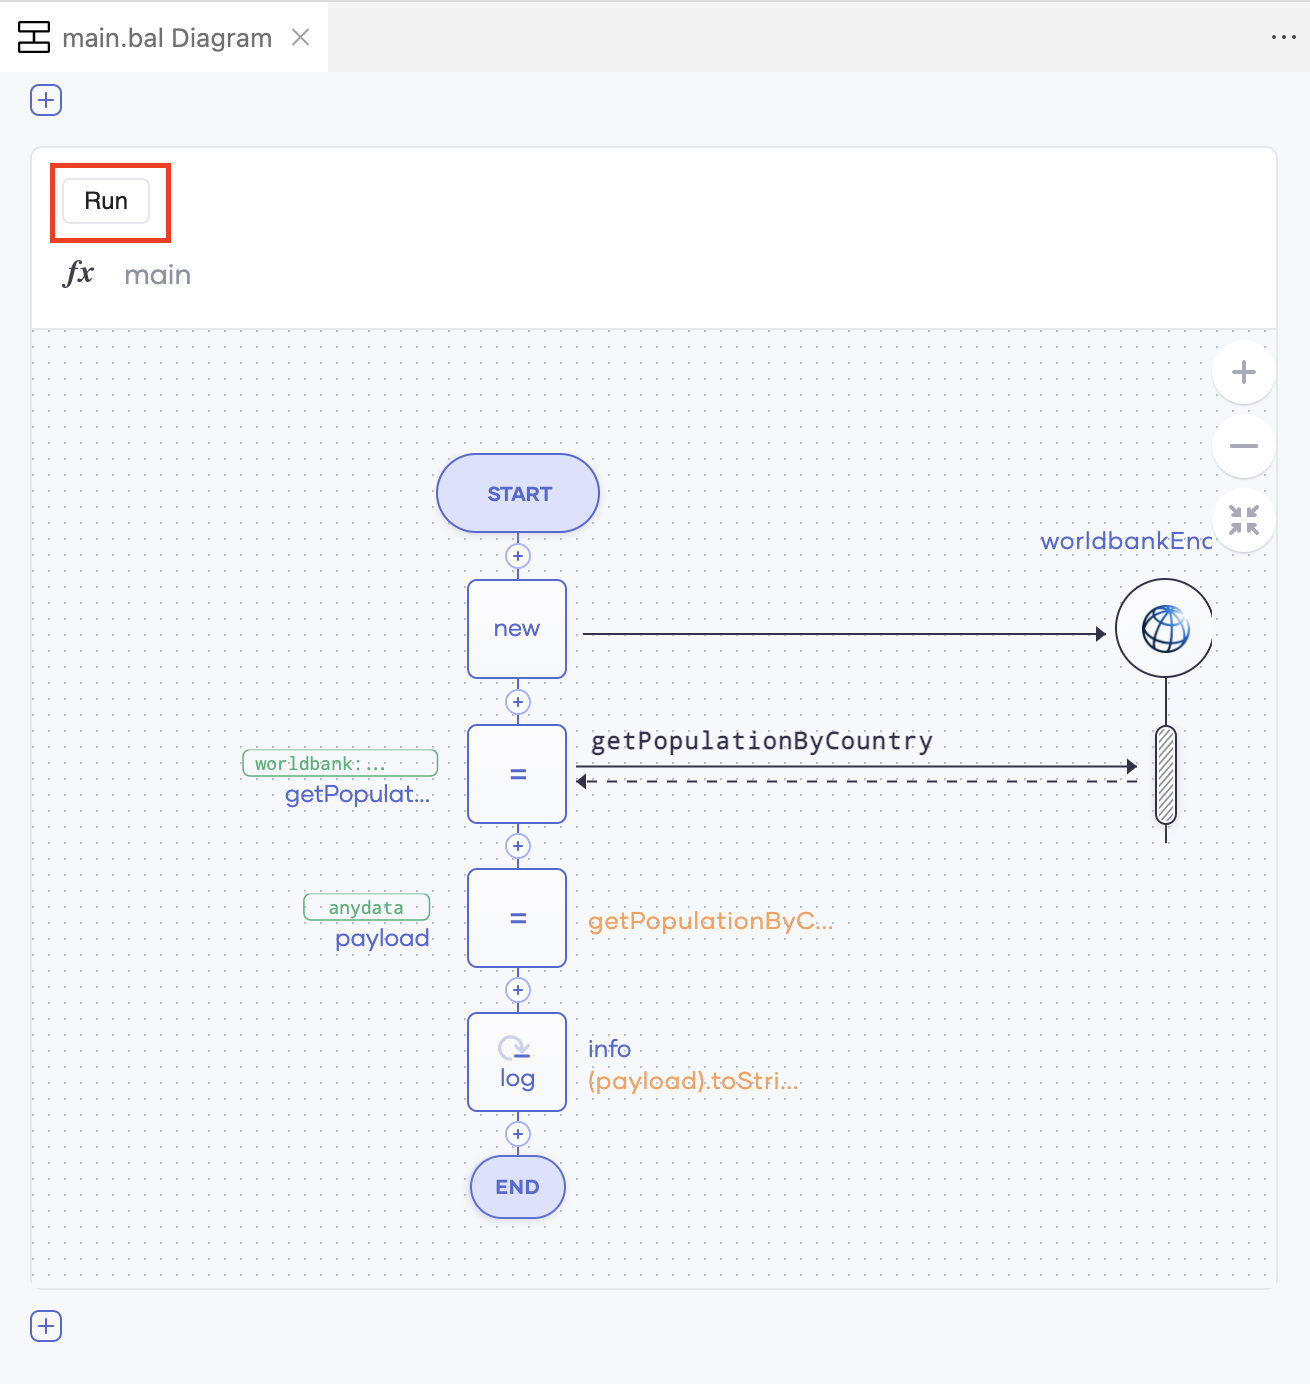 main.bal Diagram
Run
fx main
START
worldbankEnd
new
getPopulationByCountry
worldbank:...
getPopulat...
=
anydata
payload
=
getPopulationByC...
log
info
(payload).toStri...
END